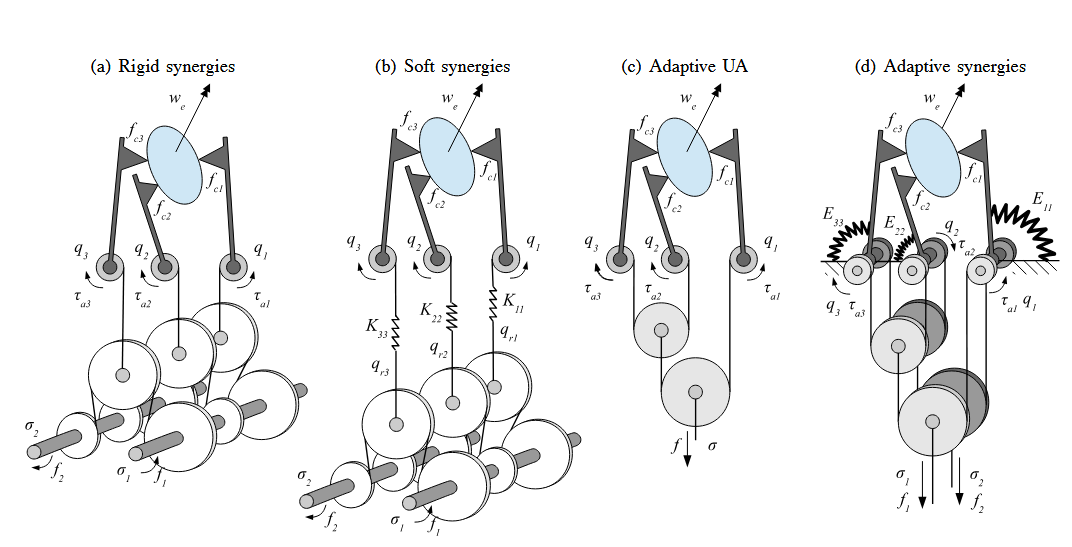 (a) Rigid synergies
(b) Soft synergies
(c) Adaptive UA
(d) Adaptive synergies
w_e
f_c3
f_c1
f_c2
q_3
q_2
q_1
τ_a3
τ_a2
τ_a1
σ_2
f_2
σ_1
f_1
w_e
f_c3
f_c1
f_c2
q_3
q_2
q_1
K_33
K_22
K_11
q_r3
q_r2
q_r1
σ_2
f_2
σ_1
f_1
w_e
f_c3
f_c1
f_c2
q_3
q_2
q_1
τ_a3
τ_a2
τ_a1
f
σ
w_e
f_c3
f_c1
f_c2
E_33
E_22
E_11
q_2
τ_a2
q_3
τ_a3
τ_a1
q_1
σ_1
f_1
σ_2
f_2